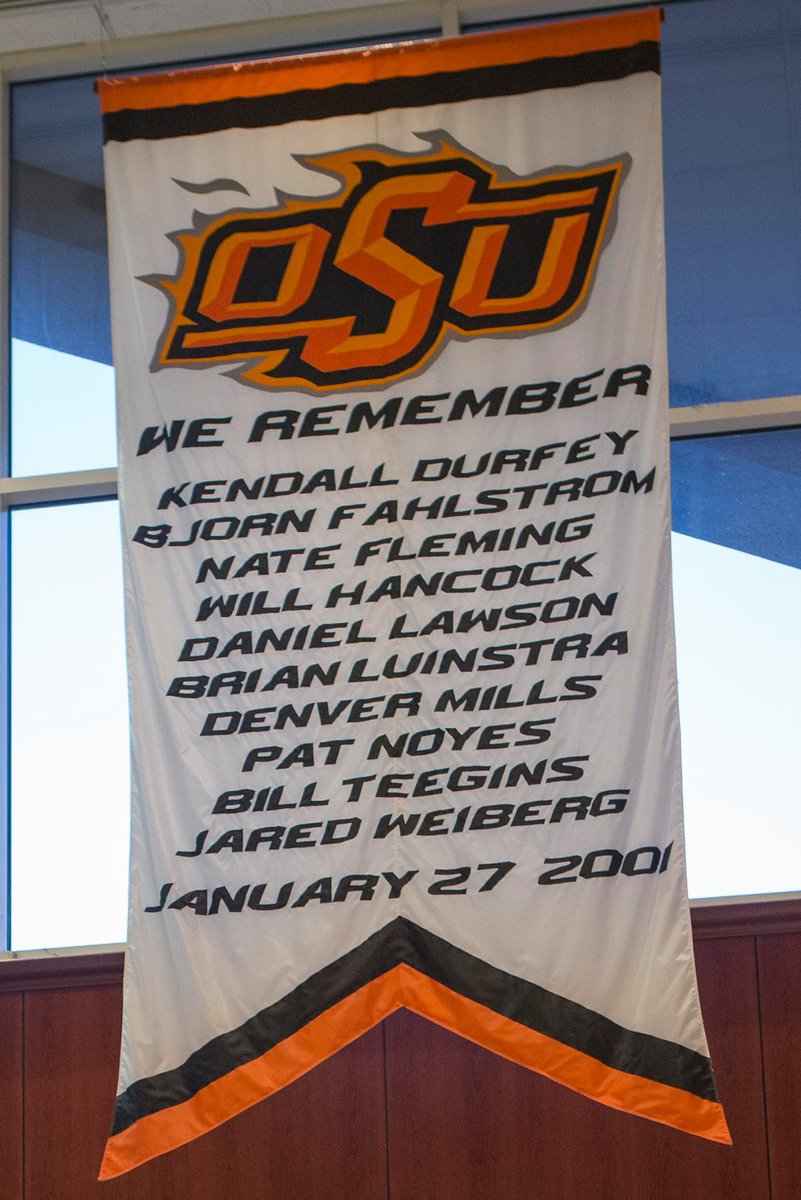 OSU
WE REMEMBER
KENDALL DURFEY
BJORN FAHLSTROM
NATE FLEMING
WILL HANCOCK
DANIEL LAWSON
BRIAN LUINSTRA
DENVER MILLS
PAT NOYES
BILL TEEGINS
JARED WEIBERG
JANUARY 27 2001